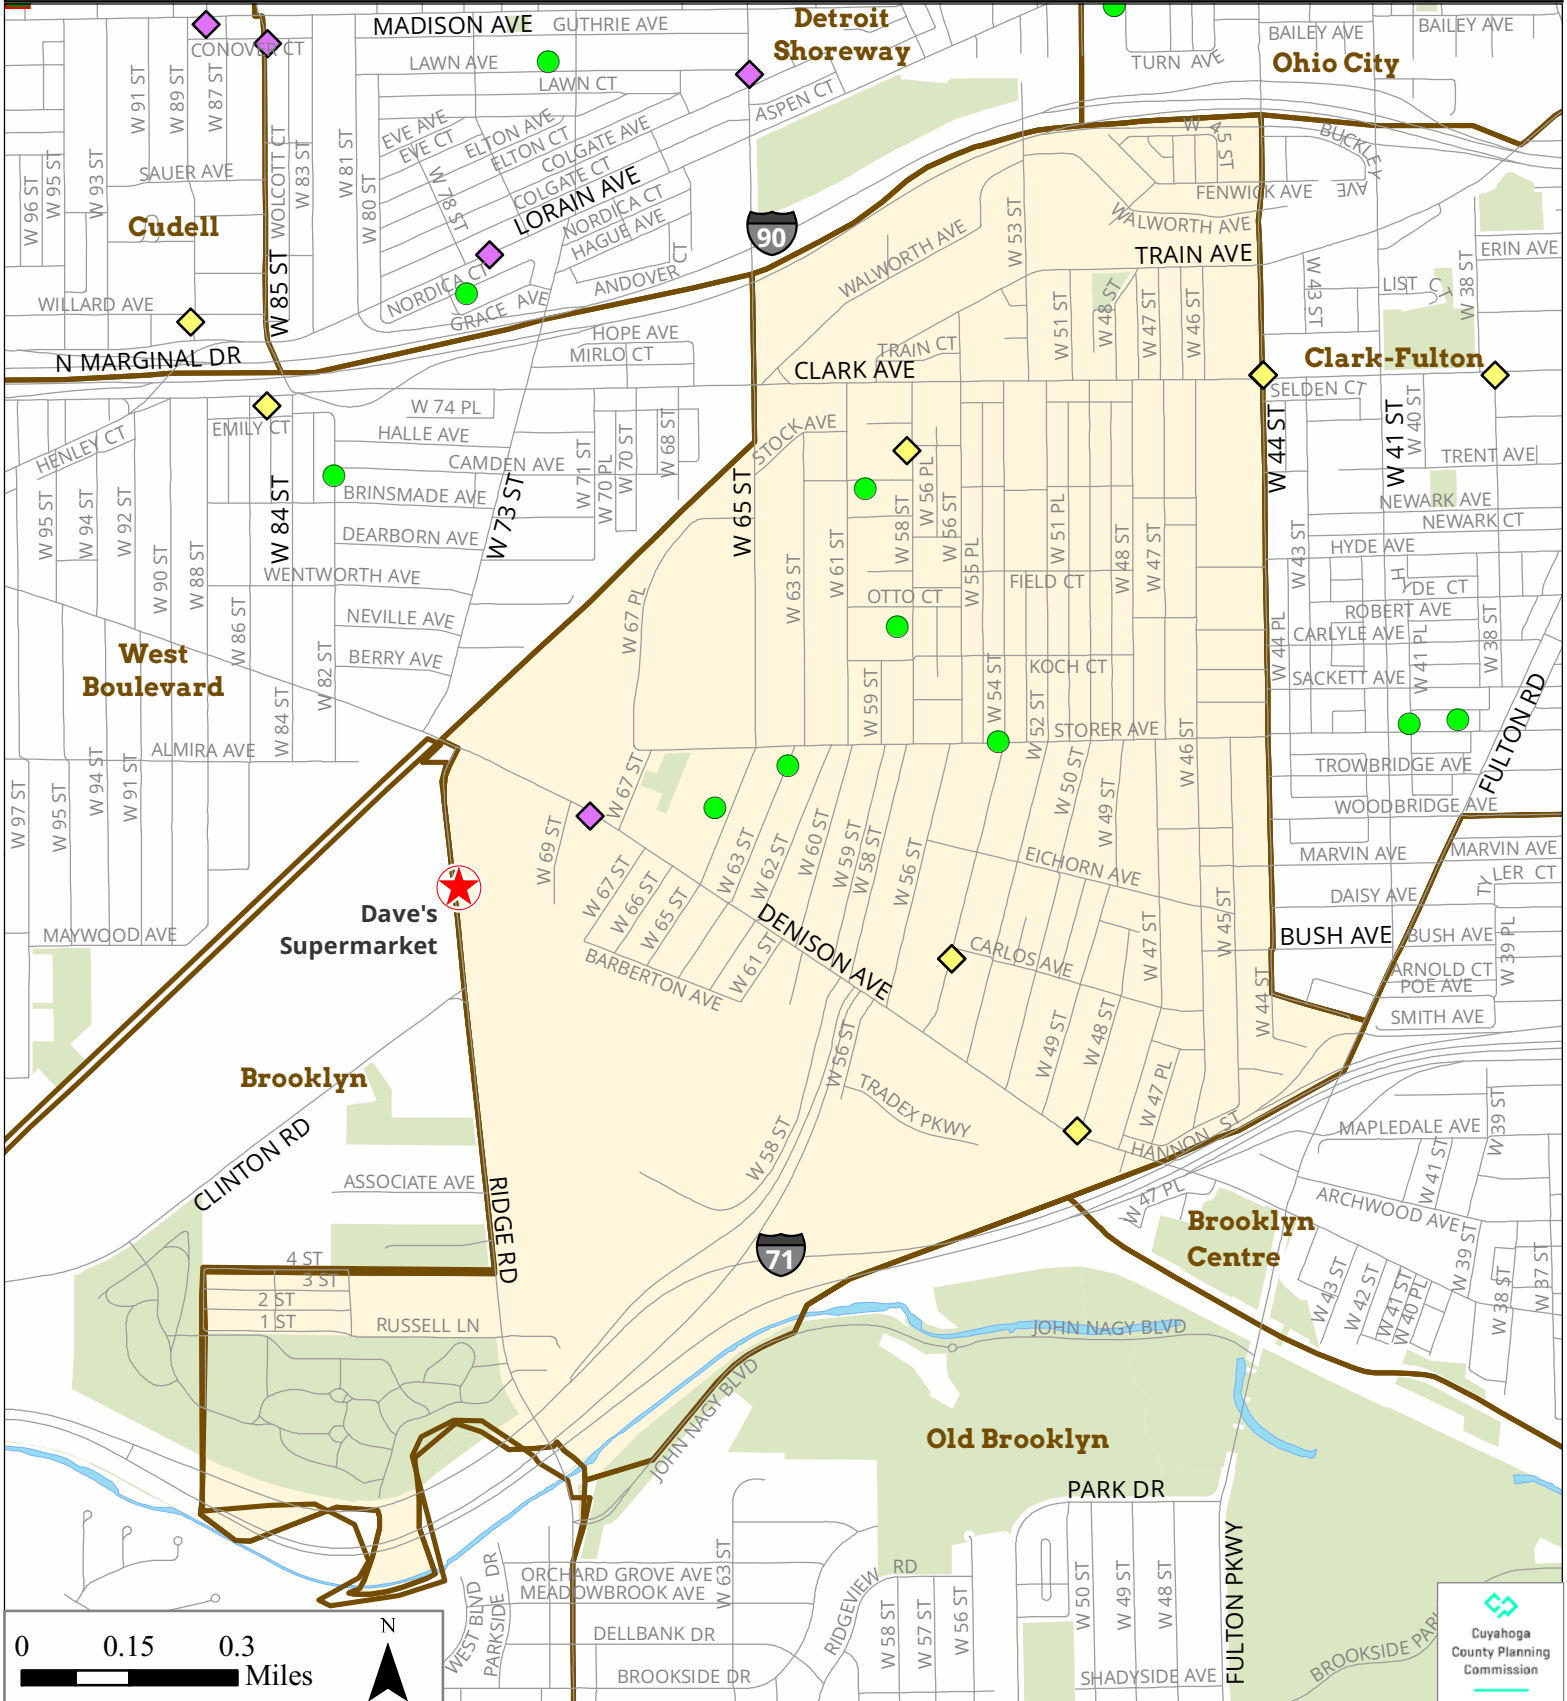 MADISON AVE
GUTHRIE AVE
Detroit
Shoreway
BAILEY AVE
BAILEY AVE
CONOVER CT
LAWN AVE
LAWN CT
TURN AVE
Ohio City
W 91 ST
W 89 ST
W 87 ST
ASPEN CT
EVE AVE
EVE CT
ELTON AVE
ELTON CT
COLGATE AVE
COLGATE CT
W 45 ST
BUCKLEY AVE
W 96 ST
W 95 ST
W 93 ST
SAUER AVE
WOLCOTT CT
W 83 ST
W 81 ST
W 80 ST
W 78 ST
LORAIN AVE
NORDICA CT
HAGUE AVE
FENWICK AVE
WALWORTH AVE
Cudell
90
W 53 ST
WALWORTH AVE
TRAIN AVE
ERIN AVE
W 85 ST
NORDICA CT
ANDOVER CT
GRACE AVE
WILLARD AVE
W 51 ST
W 48 ST
W 47 ST
W 46 ST
W 43 ST
LIST CT
W 38 ST
N MARGINAL DR
HOPE AVE
MIRLO CT
TRAIN CT
CLARK AVE
Clark-Fulton
SELDEN CT
HENLEY CT
EMILY CT
W 74 PL
HALLE AVE
CAMDEN AVE
BRINSMADE AVE
DEARBORN AVE
W 71 ST
W 70 PL
W 70 ST
W 68 ST
STOCK AVE
W 44 ST
W 41 ST
W 40 ST
TRENT AVE
NEWARK AVE
NEWARK CT
W 95 ST
W 94 ST
W 92 ST
W 90 ST
W 88 ST
W 84 ST
W 73 ST
W 65 ST
W 63 ST
W 61 ST
W 58 ST
W 56 PL
W 56 ST
W 55 PL
W 51 PL
W 48 ST
W 47 ST
W 43 ST
HYDE AVE
HYDE CT
WENTWORTH AVE
OTTO CT
FIELD CT
ROBERT AVE
NEVILLE AVE
W 86 ST
W 82 ST
W 67 PL
CARLYLE AVE
W 44 PL
W 41 PL
W 38 ST
West
Boulevard
BERRY AVE
KOCH CT
SACKETT AVE
W 84 ST
W 59 ST
W 54 ST
W 52 ST
STORER AVE
FULTON RD
ALMIRA AVE
TROWBRIDGE AVE
W 97 ST
W 95 ST
W 94 ST
W 91 ST
W 67 ST
W 50 ST
W 49 ST
W 46 ST
WOODBRIDGE AVE
W 69 ST
W 67 ST
W 66 ST
W 65 ST
W 63 ST
W 62 ST
W 60 ST
W 59 ST
W 58 ST
W 56 ST
EICHORN AVE
MARVIN AVE
MARVIN AVE
TYLER CT
DAISY AVE
Dave's
Supermarket
MAYWOOD AVE
DENISON AVE
BARBERTON AVE
W 61 ST
CARLOS AVE
W 47 ST
W 45 ST
BUSH AVE
BUSH AVE
W 39 PL
ARNOLD CT
POE AVE
SMITH AVE
W 44 ST
W 56 ST
W 49 ST
W 48 ST
W 47 PL
Brooklyn
CLINTON RD
TRADEX PKWY
HANNON ST
MAPLEDALE AVE
W 39 ST
W 58 ST
W 41 ST
ASSOCIATE AVE
RIDGE RD
W 47 PL
ARCHWOOD AVE
Brooklyn
Centre
71
4 ST
3 ST
2 ST
1 ST
RUSSELL LN
W 43 ST
W 42 ST
W 41 ST
W 40 PL
W 39 ST
W 38 ST
W 37 ST
JOHN NAGY BLVD
JOHN NAGY BLVD
Old Brooklyn
PARK DR
FULTON PKWY
ORCHARD GROVE AVE
MEADOWBROOK AVE
W 63 ST
RIDGEVIEW RD
WEST BLVD
PARKSIDE DR
W 58 ST
W 57 ST
W 56 ST
W 50 ST
W 49 ST
W 48 ST
DELLBANK DR
BROOKSIDE DR
SHADYSIDE AVE
0 0.15 0.3
Miles
N
Cuyahoga
County Planning
Commission